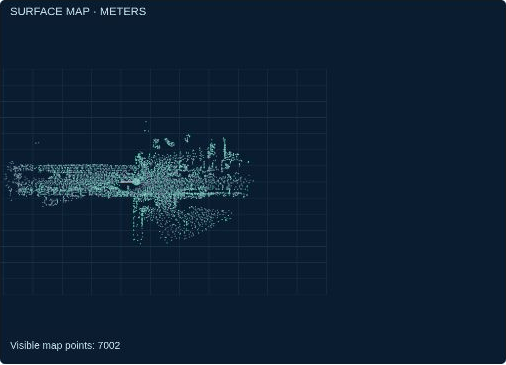 SURFACE MAP · METERS
Visible map points: 7002